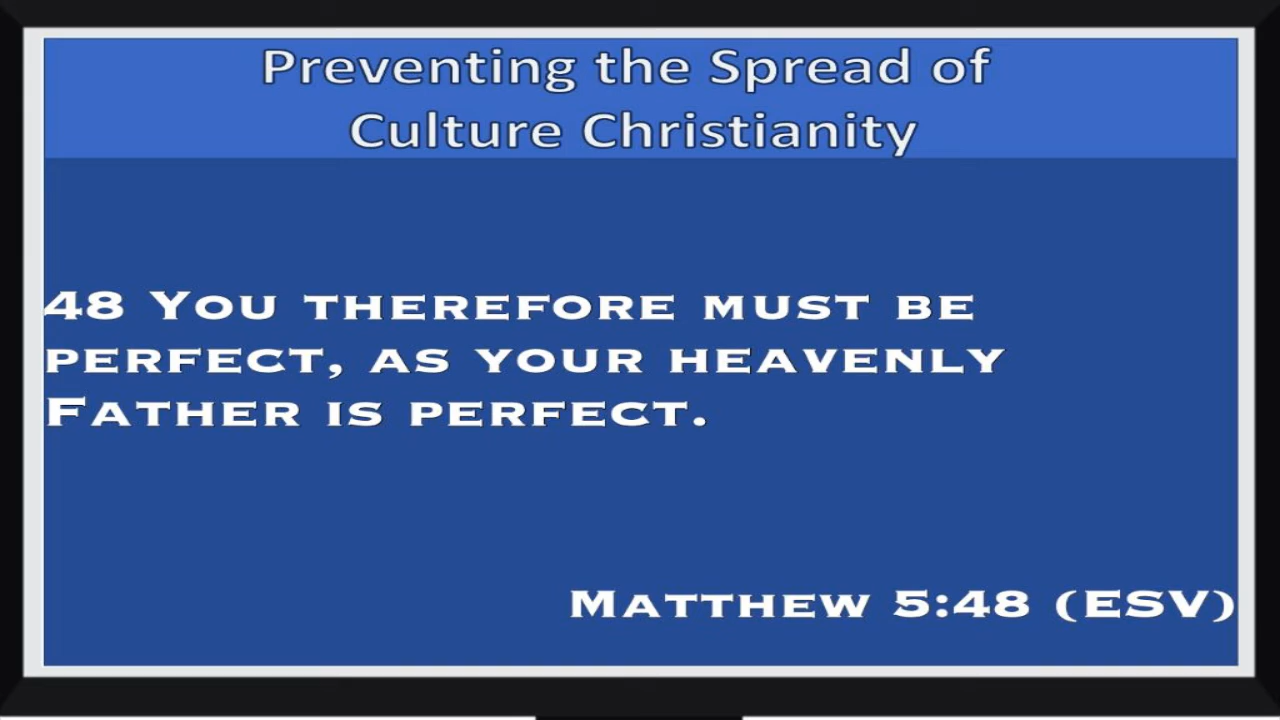 Preventing the Spread of
Culture Christianity
48 You therefore must be
perfect, as your heavenly
Father is perfect.
Matthew 5:48 (ESV)